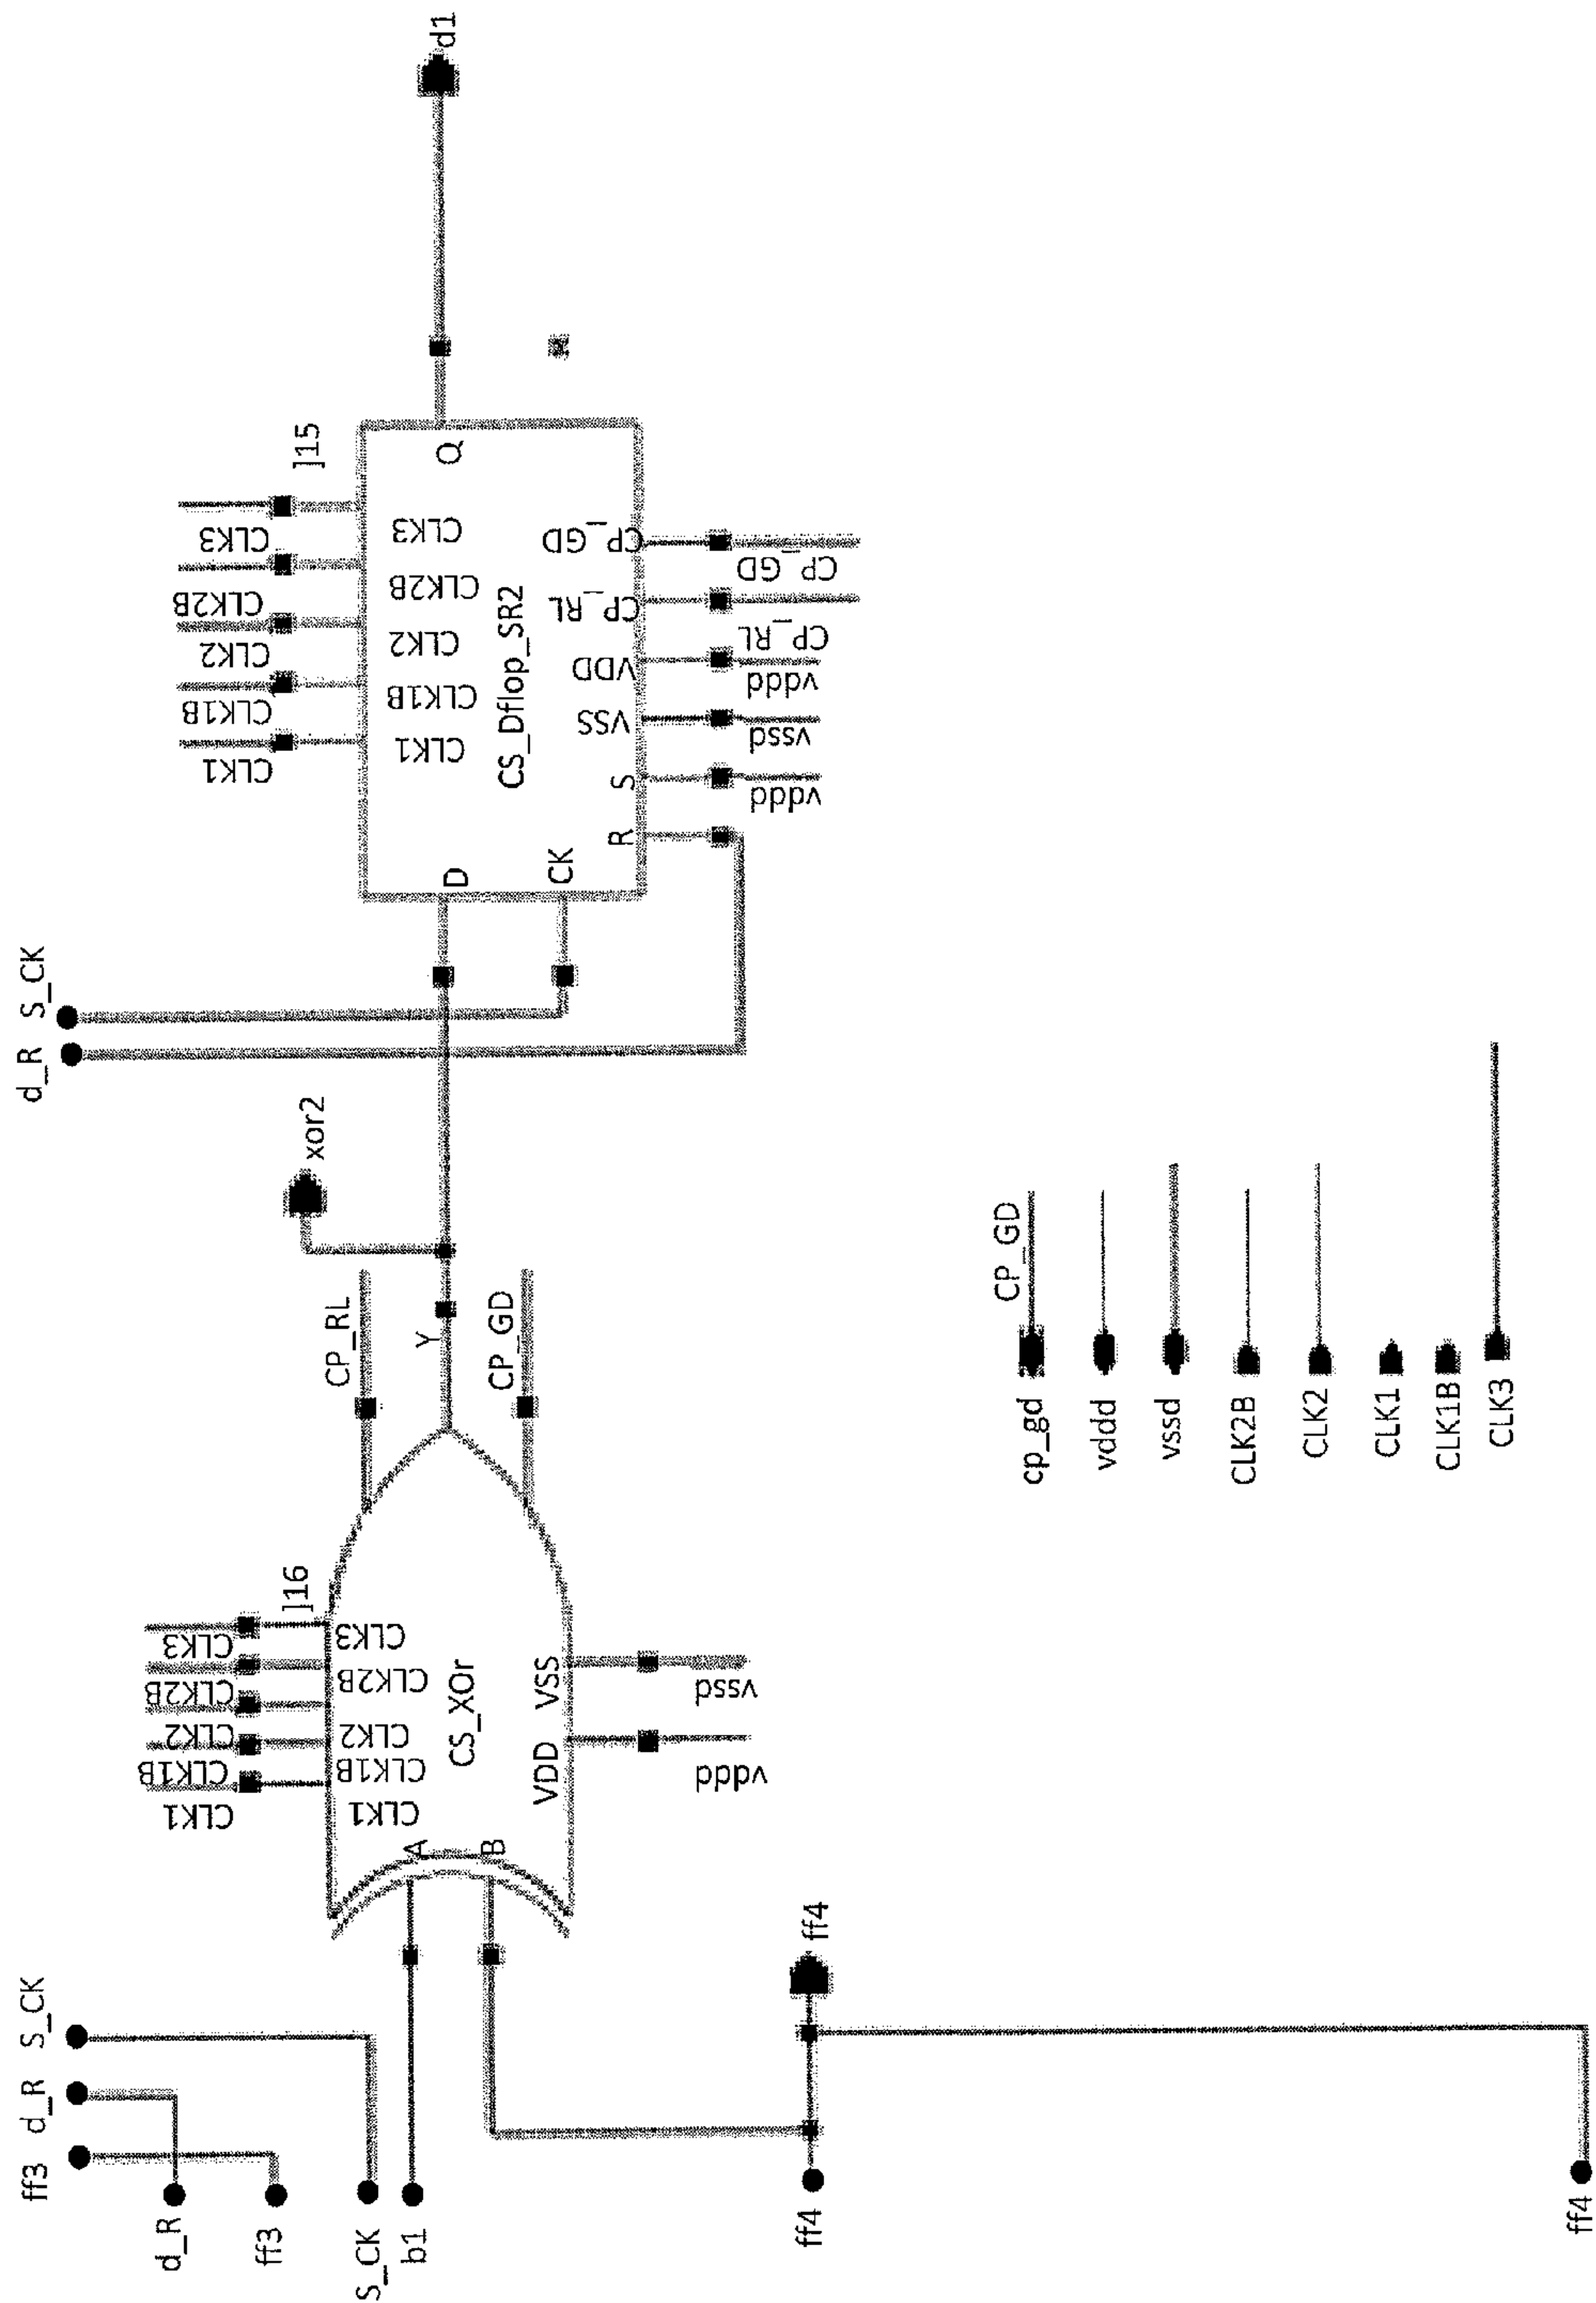 d1
]15
CLK3
CLK2B
CLK2
CLK1B
CLK1
Q
CLK3
CLK2B
CLK2
CLK1B
CLK1
CS_Dflop_SR2
CP_GD
CP_RL
VDD
VSS
S
R
D
CK
CP_GD
CP_RL
vddd
vssd
vddd
S_CK
d_R
xor2
CP_RL
Y
CP_GD
]16
CLK3
CLK2B
CLK2
CLK1B
CLK1
CLK3
CLK2B
CLK2
CLK1B
CLK1
CS_XOr
VSS
VDD
A
B
vssd
vddd
S_CK
d_R
ff3
d_R
ff3
S_CK
b1
ff4
ff4
ff4
CP_GD
cp_gd
vddd
vssd
CLK2B
CLK2
CLK1
CLK1B
CLK3